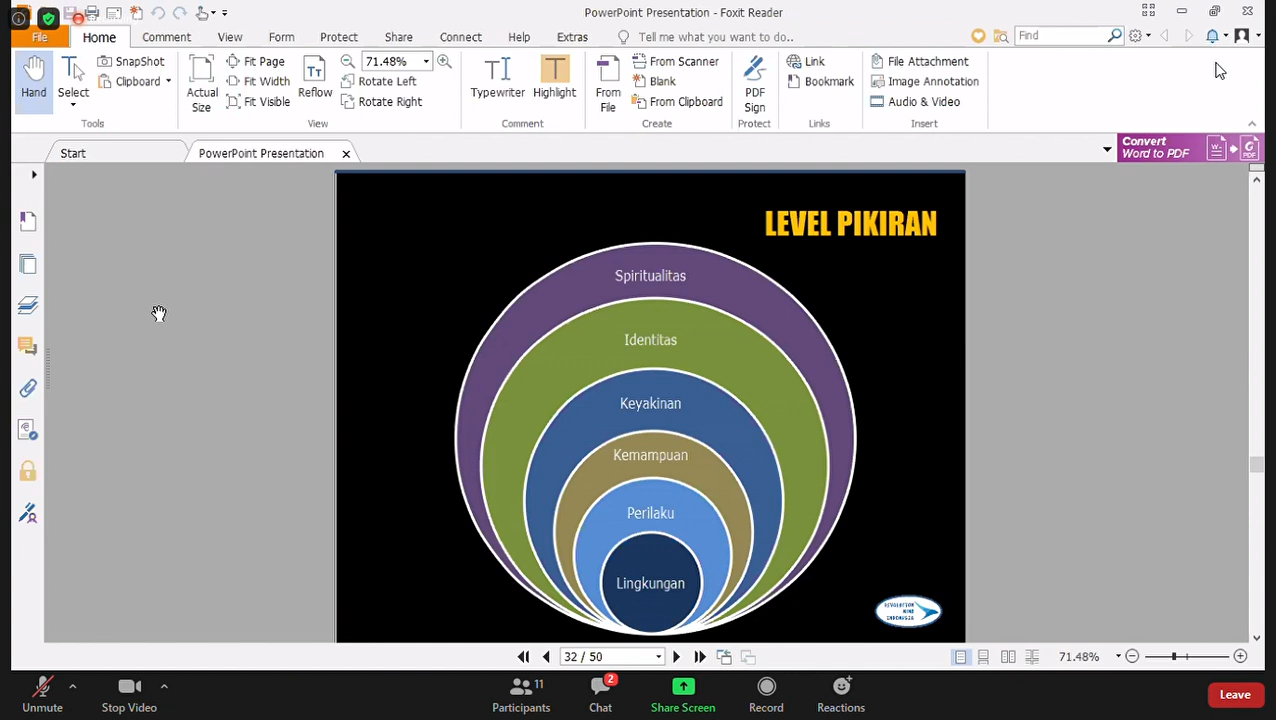 PowerPoint Presentation - Foxit Reader
File Home Comment View Form Protect Share Connect Help Extras Tell me what you want to do.. Find
Hand
Select
SnapShot
Clipboard
Tools
Actual Size
Fit Page
Fit Width
Fit Visible
Reflow
71.48%
Rotate Left
Rotate Right
View
Typewriter
Highlight
Comment
From File
From Scanner
Blank
From Clipboard
Create
PDF Sign
Protect
Link
Bookmark
Links
File Attachment
Image Annotation
Audio & Video
Insert
Start
PowerPoint Presentation
Convert
Word to PDF
LEVEL PIKIRAN
Spiritualitas
Identitas
Keyakinan
Kemampuan
Perilaku
Lingkungan
REVOLUTION
MIND
INDONESIA
32 / 50
71.48%
Unmute
Stop Video
11
Participants
2
Chat
Share Screen
Record
Reactions
Leave